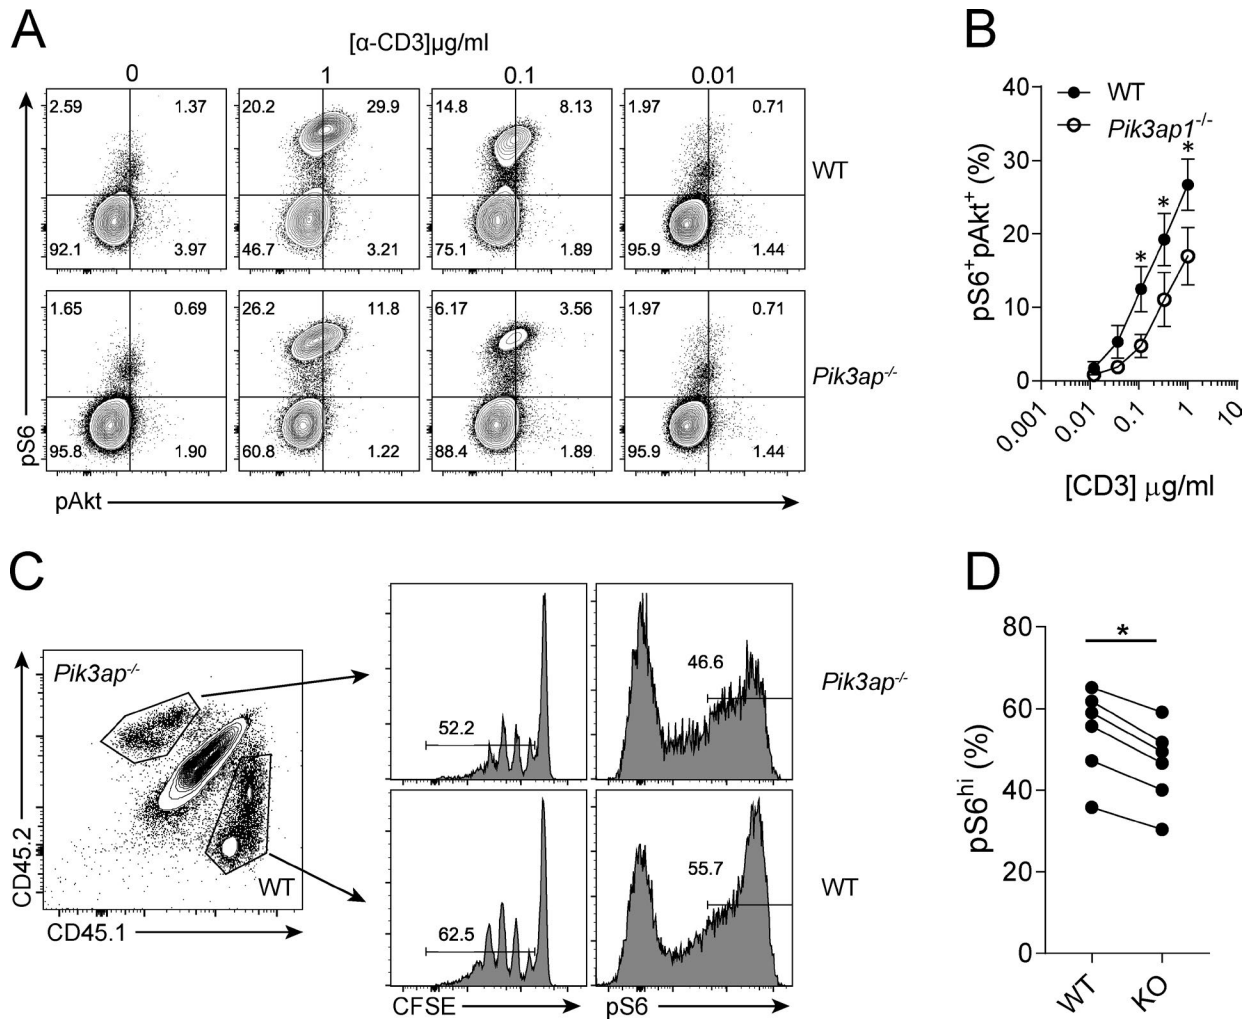 A
[α-CD3]µg/ml
0 1 0.1 0.01
2.59 1.37 20.2 29.9 14.8 8.13 1.97 0.71
WT
92.1 3.97 46.7 3.21 75.1 1.89 95.9 1.44
1.65 0.69 26.2 11.8 6.17 3.56 1.97 0.71
Pik3ap-/-
95.8 1.90 60.8 1.22 88.4 1.89 95.9 1.44
pS6
pAkt
B
40
30
20
10
0
pS6+pAkt+ (%)
WT
Pik3ap1-/-
*
*
*
0.001 0.01 0.1 1 10
[CD3] µg/ml
C
Pik3ap-/-
WT
CD45.2
CD45.1
52.2 46.6
Pik3ap-/-
62.5 55.7
WT
CFSE pS6
D
80
60
40
20
0
pS6hi (%)
*
WT KO